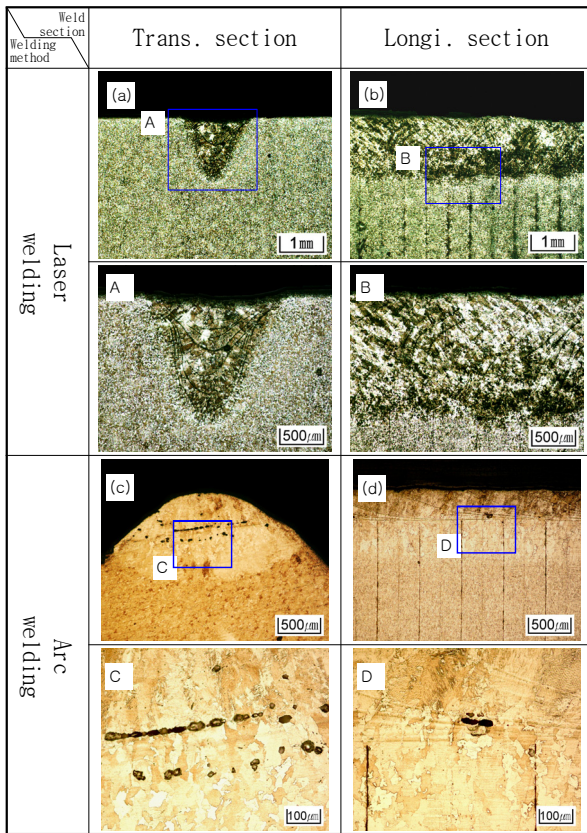 Weld
section
Welding
method
Trans. section
Longi. section
Laser
welding
(a)
A
1㎜
(b)
B
1㎜
A
500㎛
B
500㎛
Arc
welding
(c)
C
500㎛
(d)
D
500㎛
C
100㎛
D
100㎛